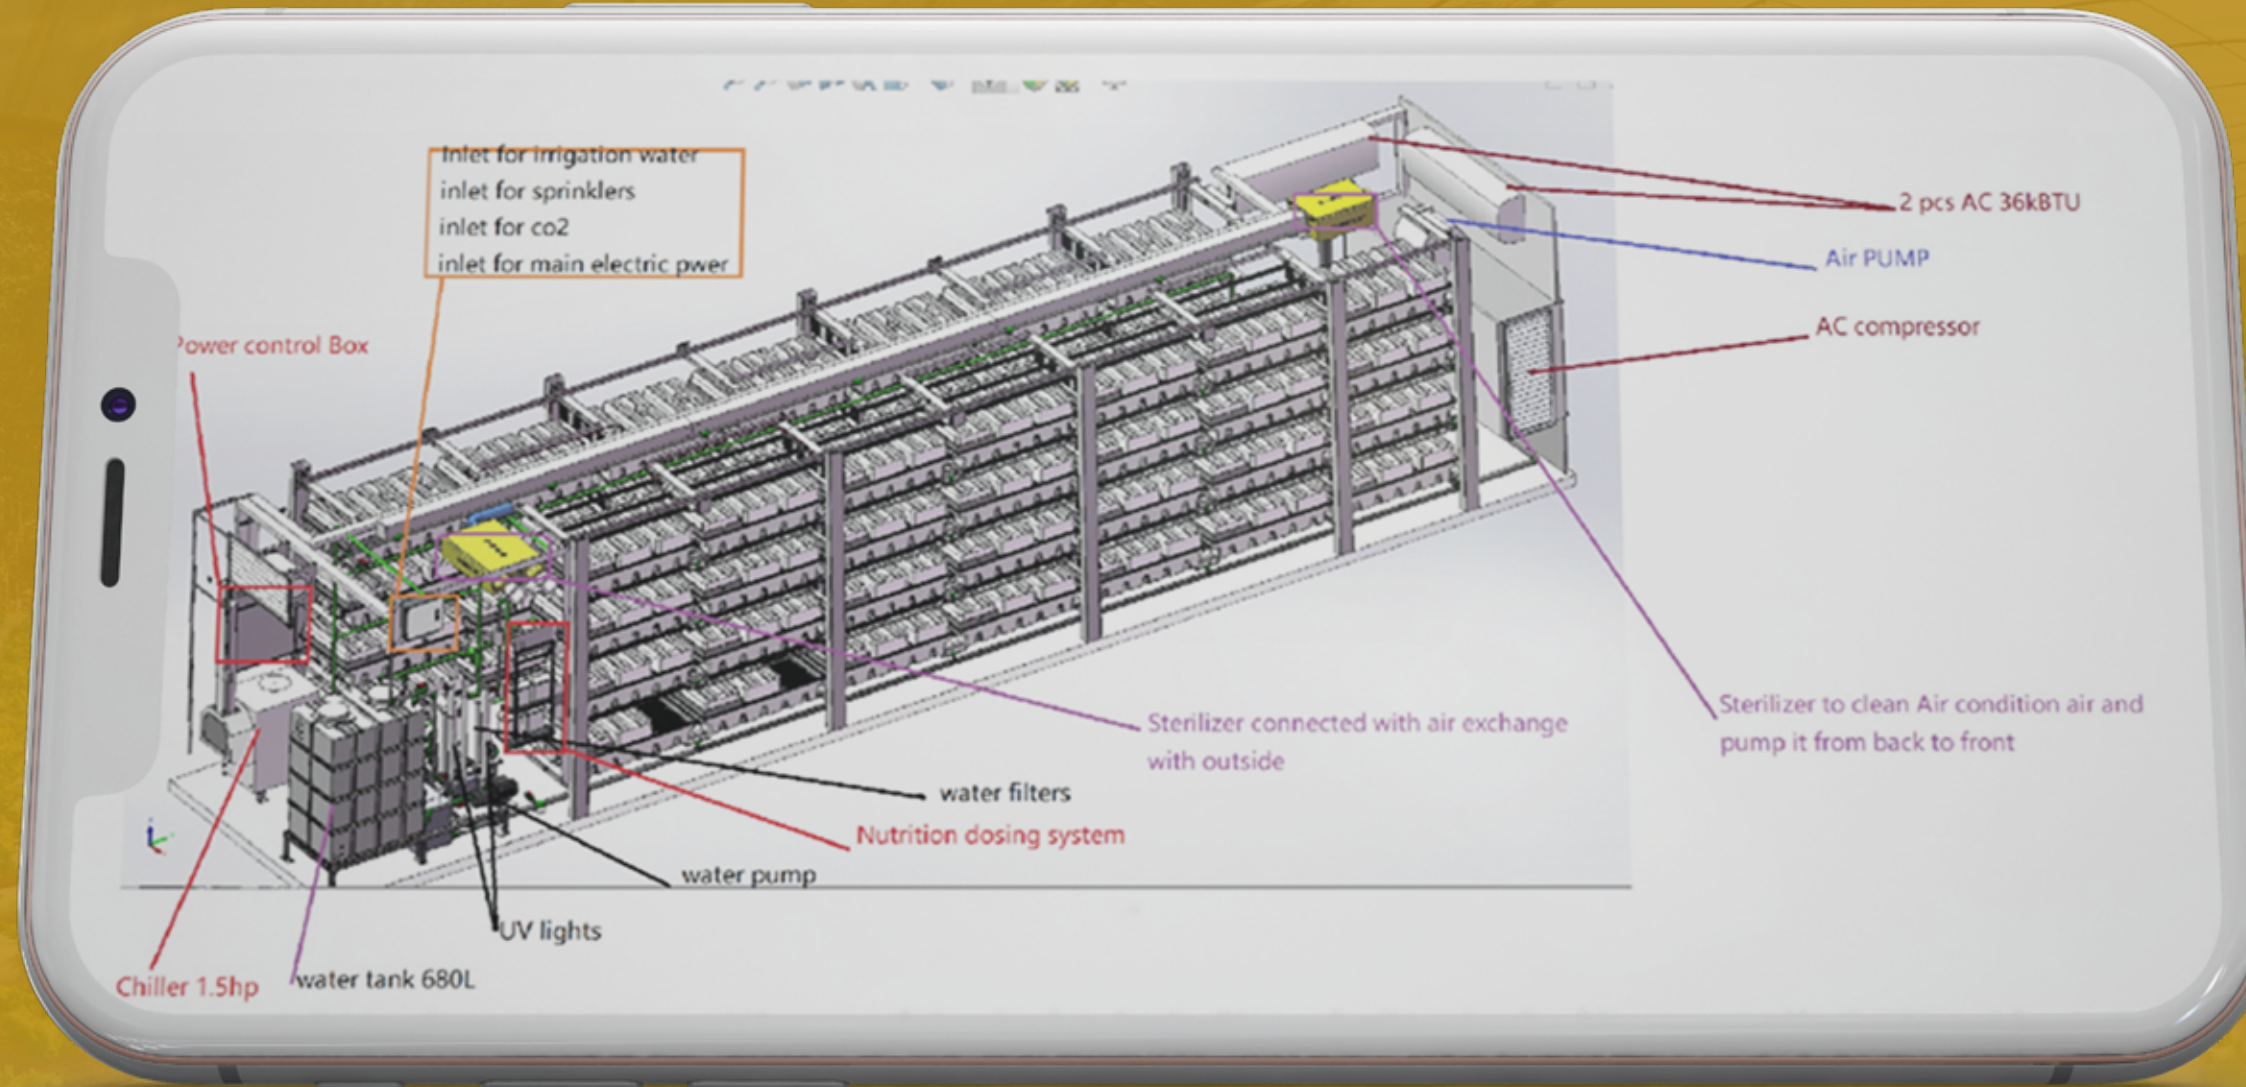 Inlet for irrigation water
inlet for sprinklers
inlet for co2
inlet for main electric pwer
Power control Box
2 pcs AC 36kBTU
Air PUMP
AC compressor
Sterilizer to clean Air condition air and
pump it from back to front
Sterilizer connected with air exchange
with outside
water filters
Nutrition dosing system
water pump
UV lights
water tank 680L
Chiller 1.5hp